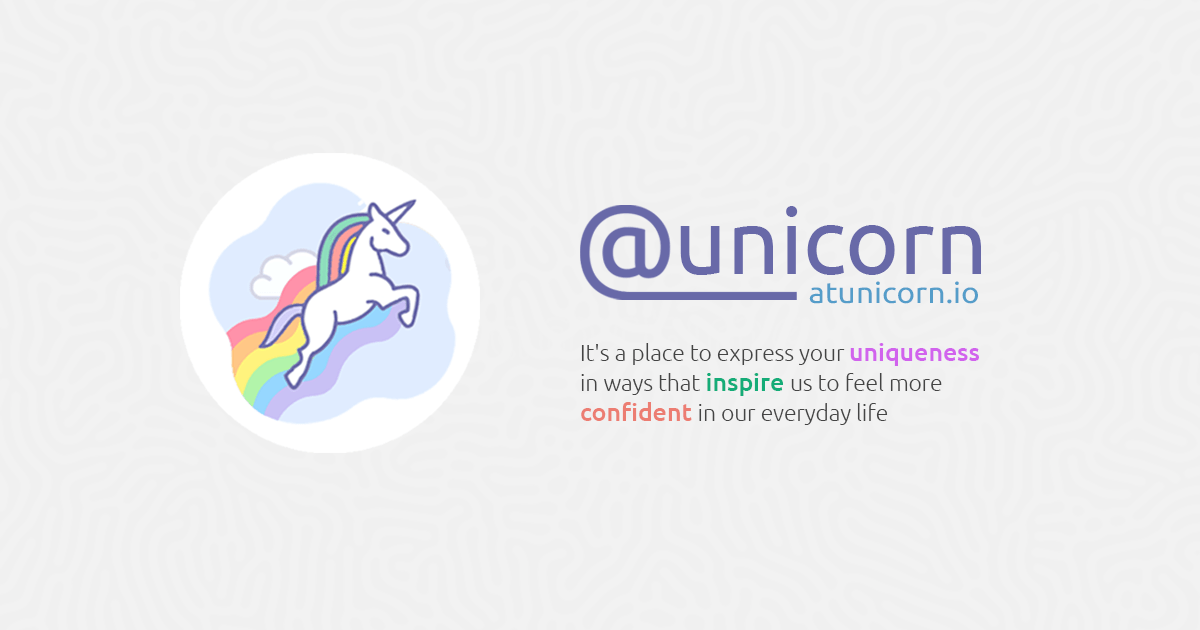 @unicorn
atunicorn.io
It's a place to express your uniqueness
in ways that inspire us to feel more
confident in our everyday life